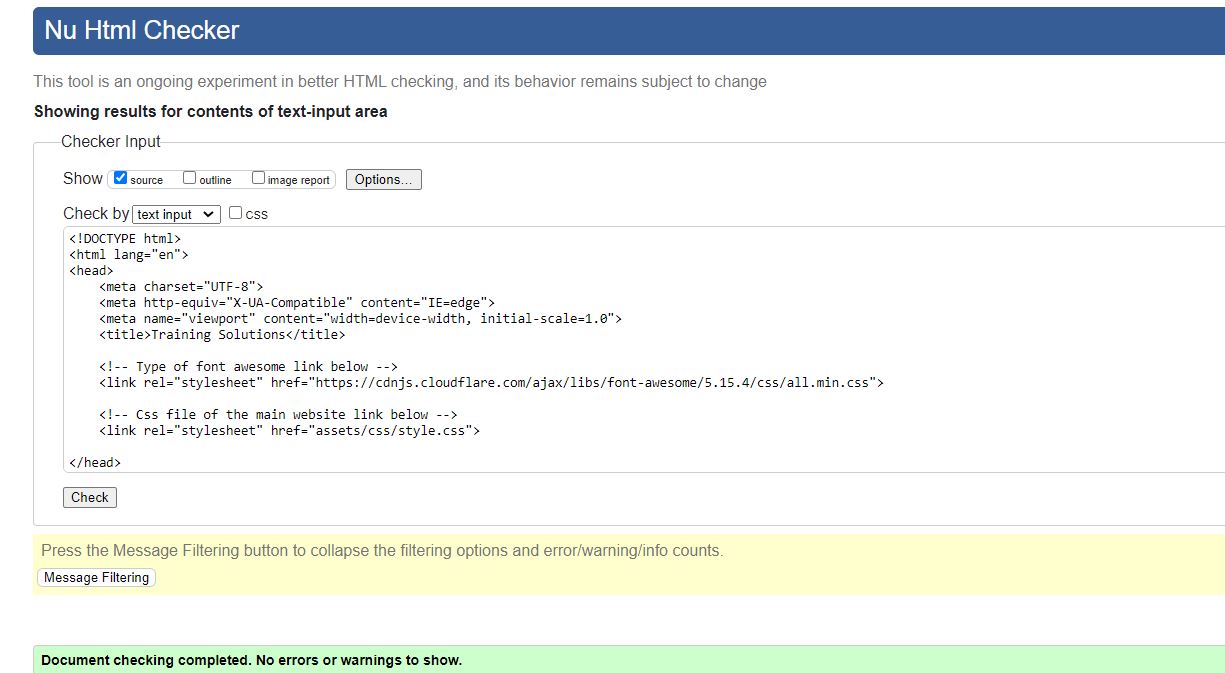 Nu Html Checker
This tool is an ongoing experiment in better HTML checking, and its behavior remains subject to change
Showing results for contents of text-input area
Checker Input
Show source outline image report Options...
Check by text input css
<!DOCTYPE html>
<html lang="en">
<head>
    <meta charset="UTF-8">
    <meta http-equiv="X-UA-Compatible" content="IE=edge">
    <meta name="viewport" content="width=device-width, initial-scale=1.0">
    <title>Training Solutions</title>

    <!-- Type of font awesome link below -->
    <link rel="stylesheet" href="https://cdnjs.cloudflare.com/ajax/libs/font-awesome/5.15.4/css/all.min.css">

    <!-- Css file of the main website link below -->
    <link rel="stylesheet" href="assets/css/style.css">

</head>
Check
Press the Message Filtering button to collapse the filtering options and error/warning/info counts.
Message Filtering
Document checking completed. No errors or warnings to show.